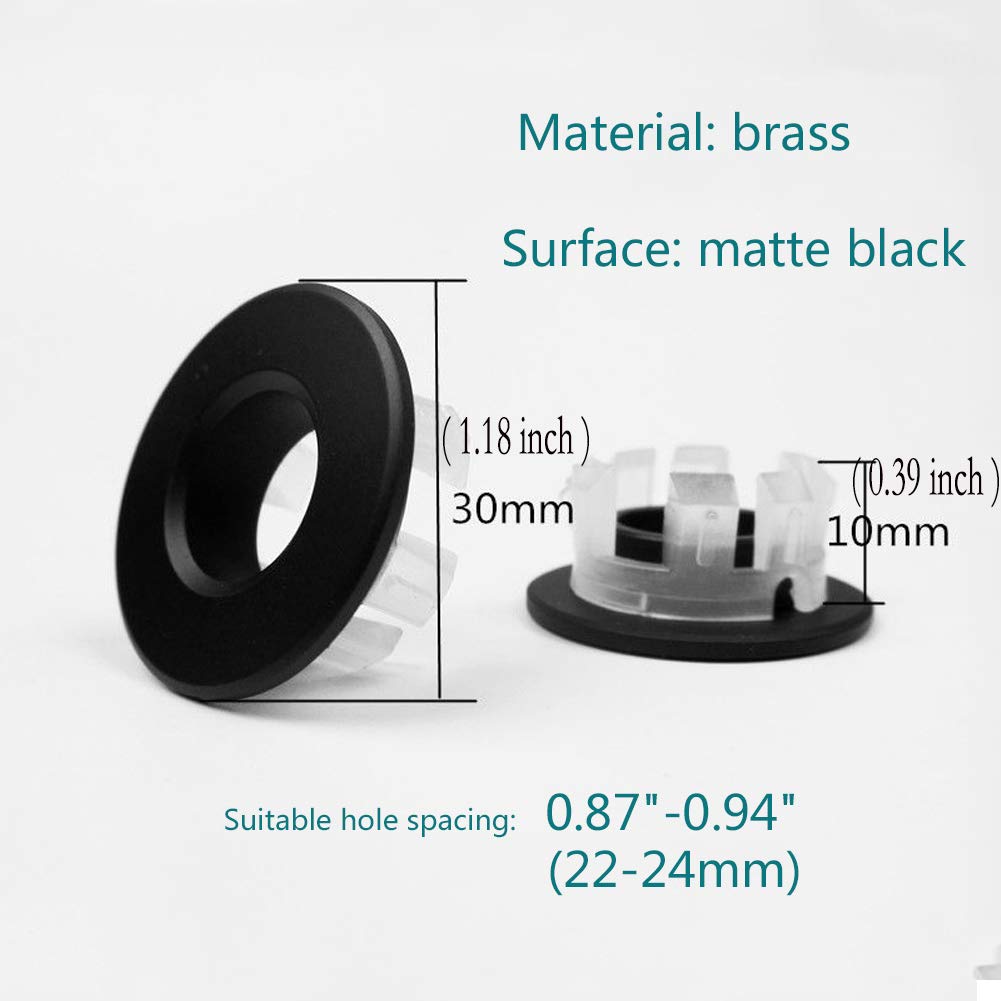 Material: brass
Surface: matte black
( 1.18 inch )
30mm
( 0.39 inch )
10mm
Suitable hole spacing: 0.87"-0.94"
(22-24mm)